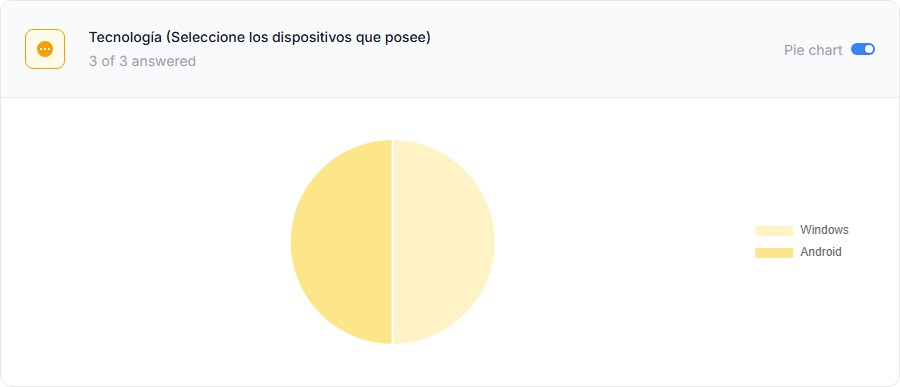 Tecnología (Seleccione los dispositivos que posee)
3 of 3 answered
Pie chart
Windows
Android